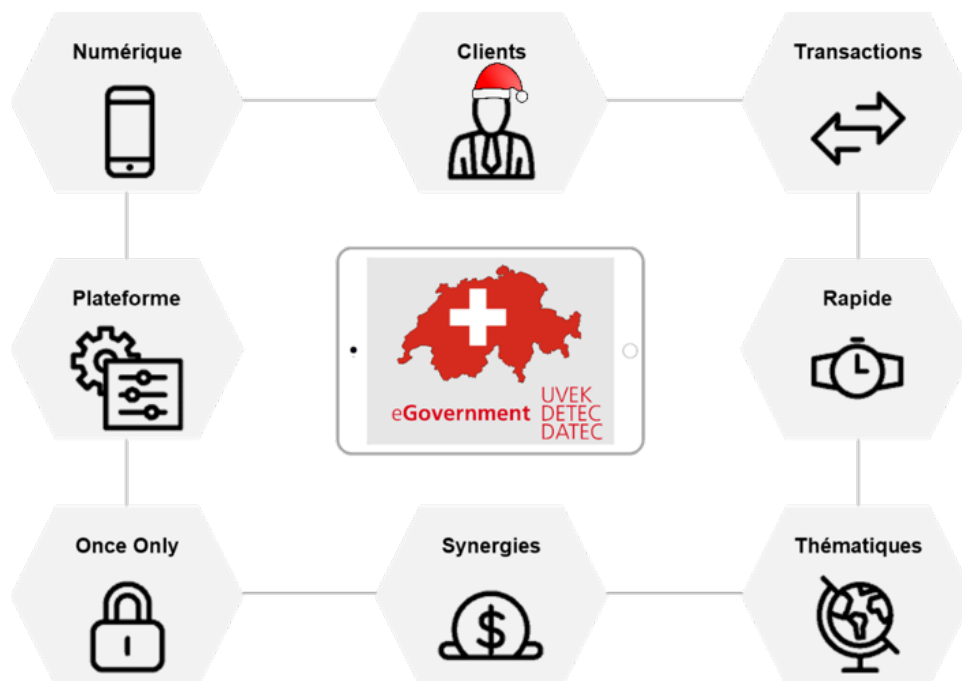 Numérique
Clients
Transactions
Plateforme
Rapide
eGovernment
UVEK
DETEC
DATEC
Once Only
Synergies
Thématiques